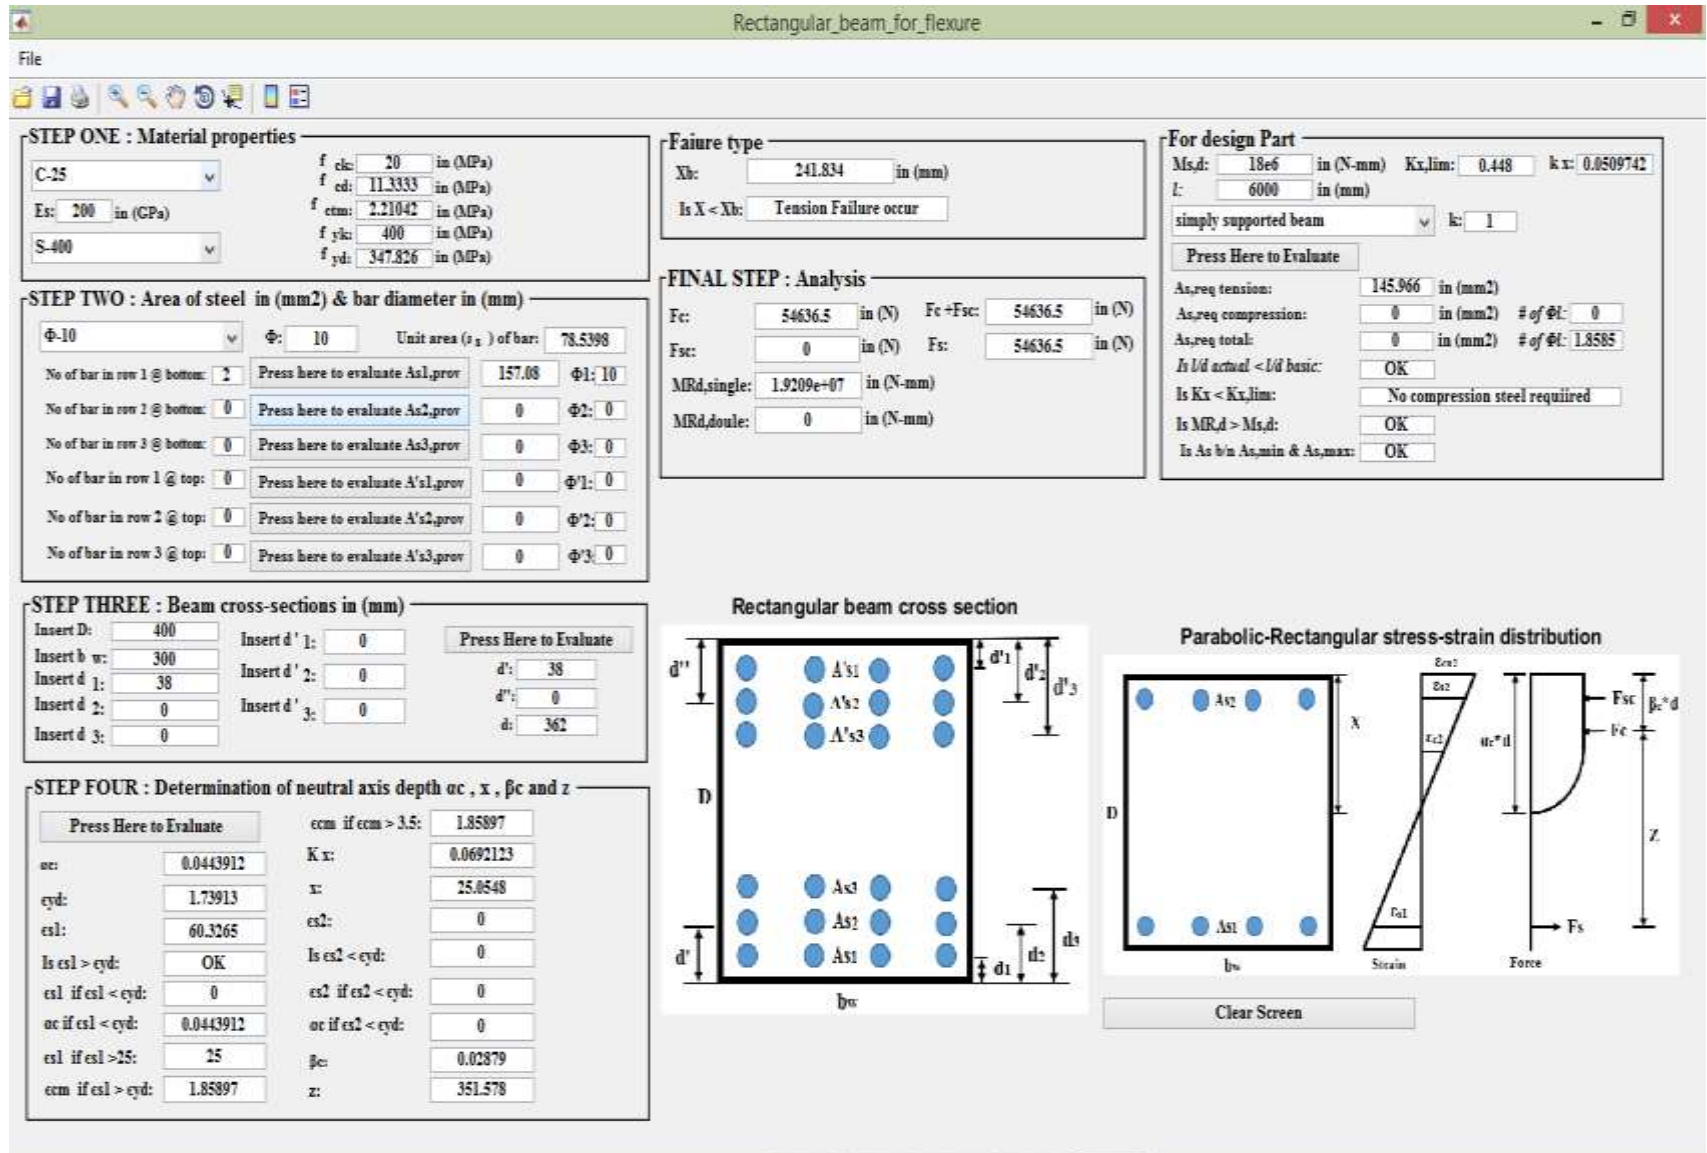 Rectangular_beam_for_flexure
File
STEP ONE : Material properties
C-25
f ck: 20 in (MPa)
f cd: 11.3333 in (MPa)
Es: 200 in (GPa)
f ctm: 2.21042 in (MPa)
f yk: 400 in (MPa)
S-400
f yd: 347.826 in (MPa)
STEP TWO : Area of steel in (mm2) & bar diameter in (mm)
Φ-10 Φ: 10 Unit area (s s ) of bar: 78.5398
No of bar in row 1 @ bottom: 2 Press here to evaluate As1,prov 157.08 Φ1: 10
No of bar in row 2 @ bottom: 0 Press here to evaluate As2,prov 0 Φ2: 0
No of bar in row 3 @ bottom: 0 Press here to evaluate As3,prov 0 Φ3: 0
No of bar in row 1 @ top: 0 Press here to evaluate A's1,prov 0 Φ'1: 0
No of bar in row 2 @ top: 0 Press here to evaluate A's2,prov 0 Φ'2: 0
No of bar in row 3 @ top: 0 Press here to evaluate A's3,prov 0 Φ'3: 0
STEP THREE : Beam cross-sections in (mm)
Insert D: 400 Insert d ' 1: 0 Press Here to Evaluate
Insert b w: 300
Insert d 1: 38 Insert d ' 2: 0 d': 38
Insert d 2: 0 Insert d ' 3: 0 d'': 0
Insert d 3: 0 d: 362
STEP FOUR : Determination of neutral axis depth αc , x , βc and z
Press Here to Evaluate ϵcm if ϵcm > 3.5: 1.85897
αc: 0.0443912 K x: 0.0692123
ϵyd: 1.73913 x: 25.0548
ϵs1: 60.3265 ϵs2: 0
Is ϵs1 > ϵyd: OK Is ϵs2 < ϵyd: 0
ϵs1 if ϵs1 < ϵyd: 0 ϵs2 if ϵs2 < ϵyd: 0
αc if ϵs1 < ϵyd: 0.0443912 αc if ϵs2 < ϵyd: 0
ϵs1 if ϵs1 >25: 25 βc: 0.02879
ϵcm if ϵs1 > ϵyd: 1.85897 z: 351.578
Faiure type
Xb: 241.834 in (mm)
Is X < Xb: Tension Failure occur
FINAL STEP : Analysis
Fc: 54636.5 in (N) Fc +Fsc: 54636.5 in (N)
Fsc: 0 in (N) Fs: 54636.5 in (N)
MRd,single: 1.9209e+07 in (N-mm)
MRd,doule: 0 in (N-mm)
For design Part
Ms,d: 18e6 in (N-mm) Kx,lim: 0.448 k x: 0.0509742
l: 6000 in (mm)
simply supported beam k: 1
Press Here to Evaluate
As,req tension: 145.966 in (mm2)
As,req compression: 0 in (mm2) # of Φl: 0
As,req total: 0 in (mm2) # of Φl: 1.8585
Is l/d actual < l/d basic: OK
Is Kx < Kx,lim: No compression steel requiired
Is MR,d > Ms,d: OK
Is As b/n As,min & As,max: OK
Rectangular beam cross section
d'' A's1 d'1 d'2 d'3
A's2
A's3
D
As3
As2
d' As1 d1 d2 d3
bw
Parabolic-Rectangular stress-strain distribution
εcu2
εs2
As2 Fsc βc*d
X εc2 αc*d Fc
D Z
εs1
As1 Fs
bw Strain Force
Clear Screen